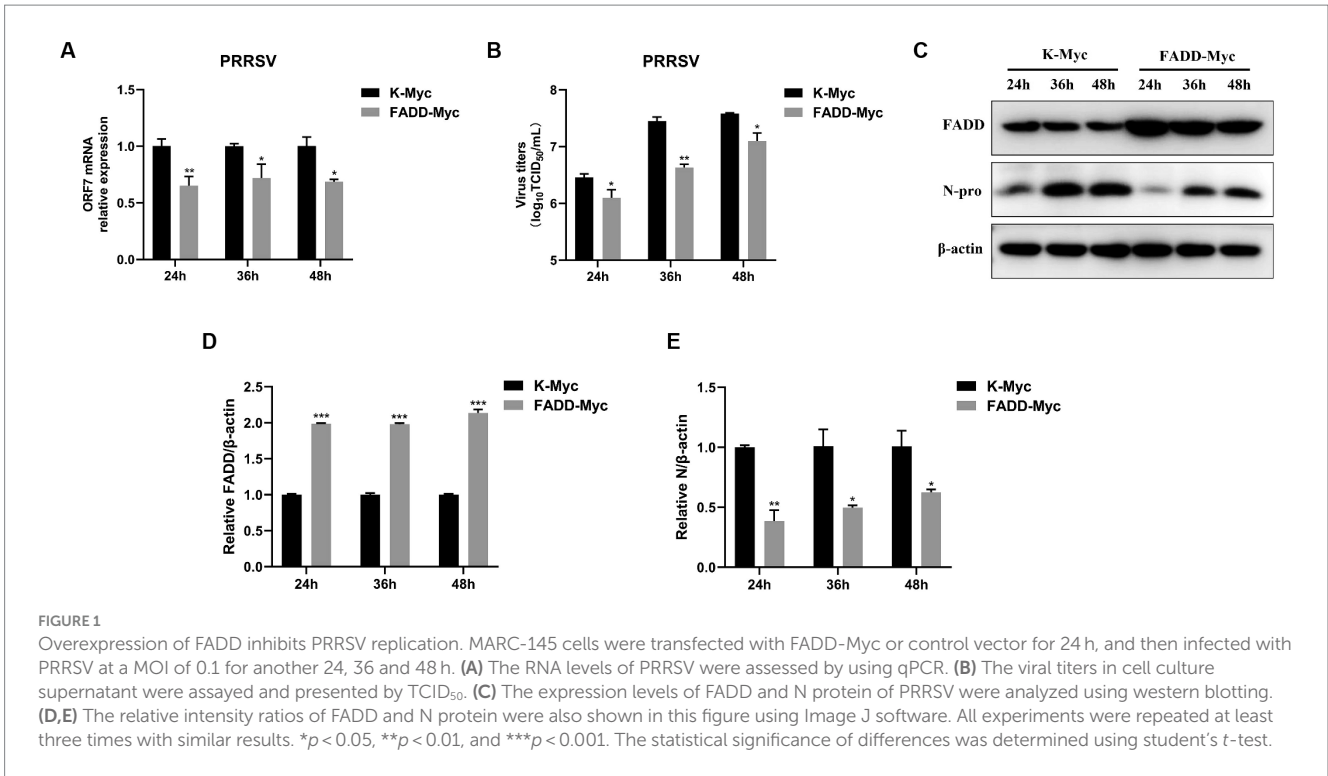 A
PRRSV
ORF7 mRNA
relative expression
1.5
1.0
0.5
0.0
** * *
24h 36h 48h
K-Myc
FADD-Myc
B
PRRSV
Virus titers
(log10TCID50/mL)
8
7
6
5
* ** *
24h 36h 48h
K-Myc
FADD-Myc
C
K-Myc FADD-Myc
24h 36h 48h 24h 36h 48h
FADD
N-pro
β-actin
D
Relative FADD/β-actin
2.5
2.0
1.5
1.0
0.5
0.0
*** *** ***
24h 36h 48h
K-Myc
FADD-Myc
E
Relative N/β-actin
1.5
1.0
0.5
0.0
** * *
24h 36h 48h
K-Myc
FADD-Myc
FIGURE 1
Overexpression of FADD inhibits PRRSV replication. MARC-145 cells were transfected with FADD-Myc or control vector for 24 h, and then infected with
PRRSV at a MOI of 0.1 for another 24, 36 and 48 h. (A) The RNA levels of PRRSV were assessed by using qPCR. (B) The viral titers in cell culture
supernatant were assayed and presented by TCID50. (C) The expression levels of FADD and N protein of PRRSV were analyzed using western blotting.
(D,E) The relative intensity ratios of FADD and N protein were also shown in this figure using Image J software. All experiments were repeated at least
three times with similar results. *p < 0.05, **p < 0.01, and ***p < 0.001. The statistical significance of differences was determined using student's t-test.